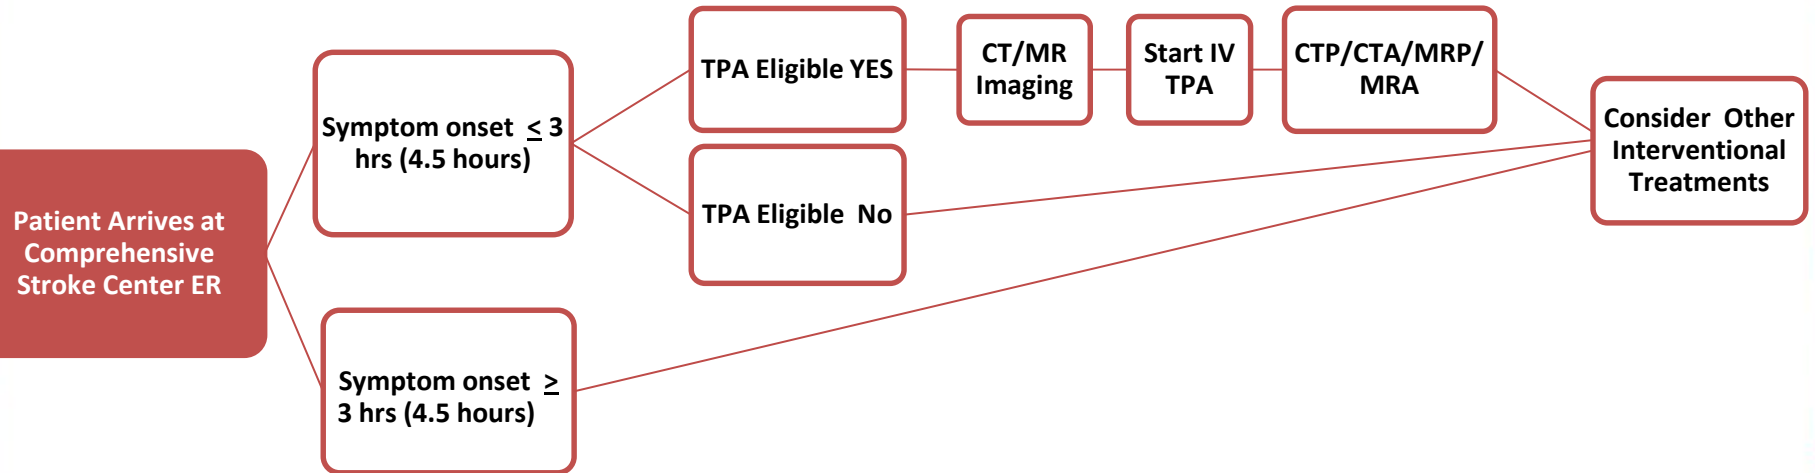 Patient Arrives at
Comprehensive
Stroke Center ER
Symptom onset ≤ 3
hrs (4.5 hours)
Symptom onset ≥
3 hrs (4.5 hours)
TPA Eligible YES
TPA Eligible No
CT/MR
Imaging
Start IV
TPA
CTP/CTA/MRP/
MRA
Consider Other
Interventional
Treatments